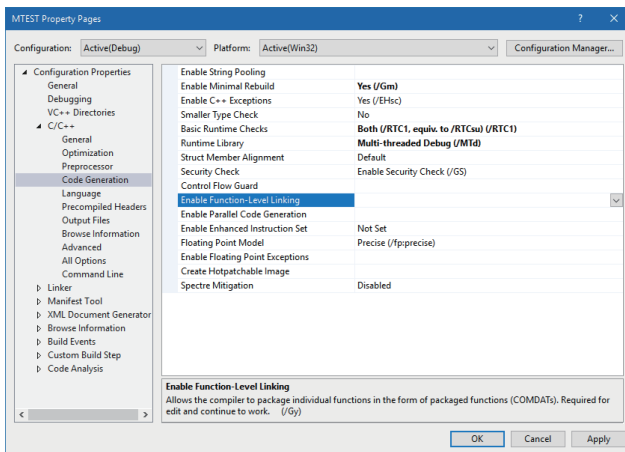 MTEST Property Pages
Configuration: Active(Debug) Platform: Active(Win32) Configuration Manager...
Configuration Properties
General
Debugging
VC++ Directories
C/C++
General
Optimization
Preprocessor
Code Generation
Language
Precompiled Headers
Output Files
Browse Information
Advanced
All Options
Command Line
Linker
Manifest Tool
XML Document Generator
Browse Information
Build Events
Custom Build Step
Code Analysis
Enable String Pooling
Enable Minimal Rebuild Yes (/Gm)
Enable C++ Exceptions Yes (/EHsc)
Smaller Type Check No
Basic Runtime Checks Both (/RTC1, equiv. to /RTCsu) (/RTC1)
Runtime Library Multi-threaded Debug (/MTd)
Struct Member Alignment Default
Security Check Enable Security Check (/GS)
Control Flow Guard
Enable Function-Level Linking
Enable Parallel Code Generation
Enable Enhanced Instruction Set Not Set
Floating Point Model Precise (/fp:precise)
Enable Floating Point Exceptions
Create Hotpatchable Image
Spectre Mitigation Disabled
Enable Function-Level Linking
Allows the compiler to package individual functions in the form of packaged functions (COMDATs). Required for
edit and continue to work. (/Gy)
OK Cancel Apply